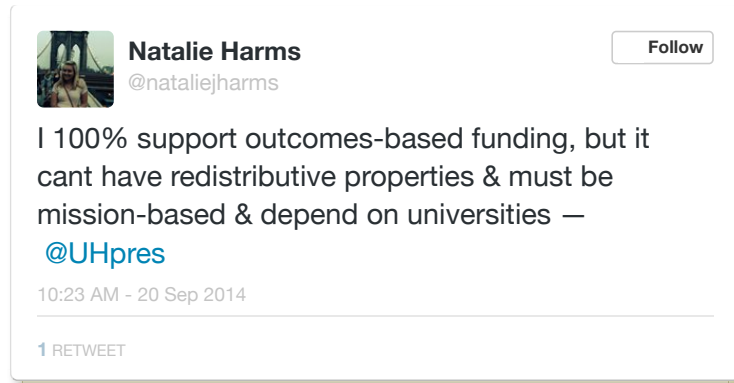 Natalie Harms
Follow
@nataliejharms
I 100% support outcomes-based funding, but it
cant have redistributive properties & must be
mission-based & depend on universities —
@UHpres
10:23 AM - 20 Sep 2014
1 RETWEET